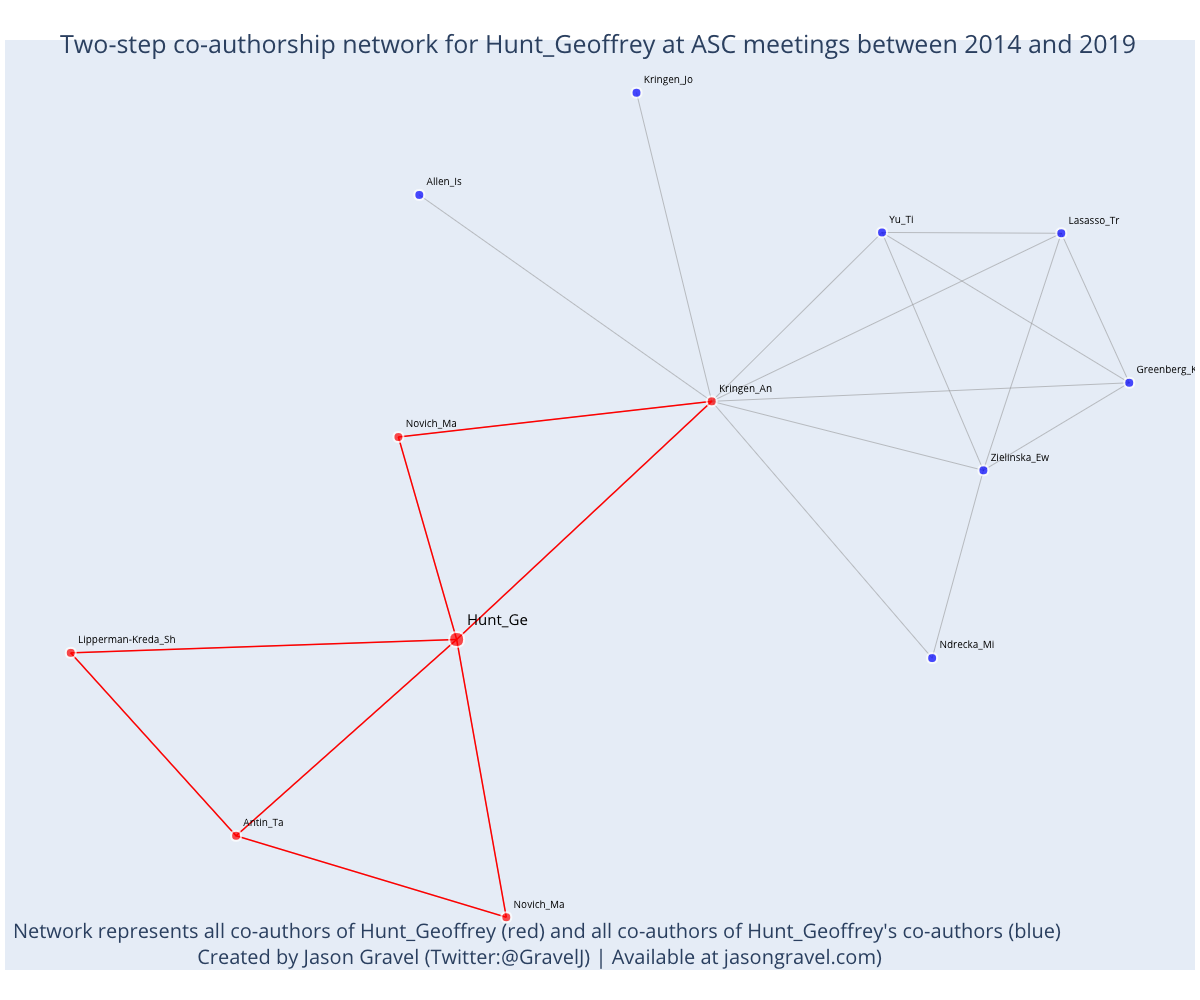 Two-step co-authorship network for Hunt_Geoffrey at ASC meetings between 2014 and 2019
Kringen_Jo
Allen_Is
Yu_Ti
Lasasso_Tr
Greenberg_K
Kringen_An
Novich_Ma
Zielinska_Ew
Hunt_Ge
Lipperman-Kreda_Sh
Ndrecka_Mi
Antin_Ta
Novich_Ma
Network represents all co-authors of Hunt_Geoffrey (red) and all co-authors of Hunt_Geoffrey's co-authors (blue)
Created by Jason Gravel (Twitter:@GravelJ) | Available at jasongravel.com)